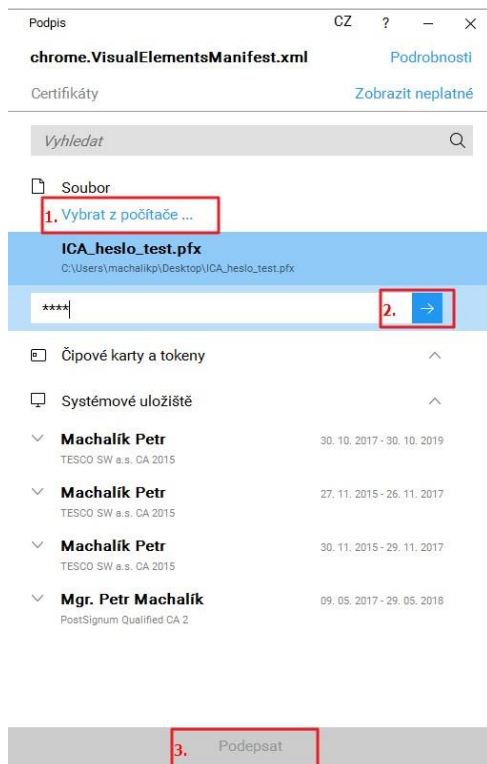 Podpis CZ ? – ×
chrome.VisualElementsManifest.xml Podrobnosti
Certifikáty Zobrazit neplatné
Vyhledat
Soubor
1. Vybrat z počítače ...
ICA_heslo_test.pfx
C:\Users\machalikp\Desktop\ICA_heslo_test.pfx
**** 2. →
Čipové karty a tokeny
Systémové uložiště
Machalík Petr 30. 10. 2017 - 30. 10. 2019
TESCO SW a.s. CA 2015
Machalík Petr 27. 11. 2015 - 26. 11. 2017
TESCO SW a.s. CA 2015
Machalík Petr 30. 11. 2015 - 29. 11. 2017
TESCO SW a.s. CA 2015
Mgr. Petr Machalík 09. 05. 2017 - 29. 05. 2018
PostSignum Qualified CA 2
3. Podepsat